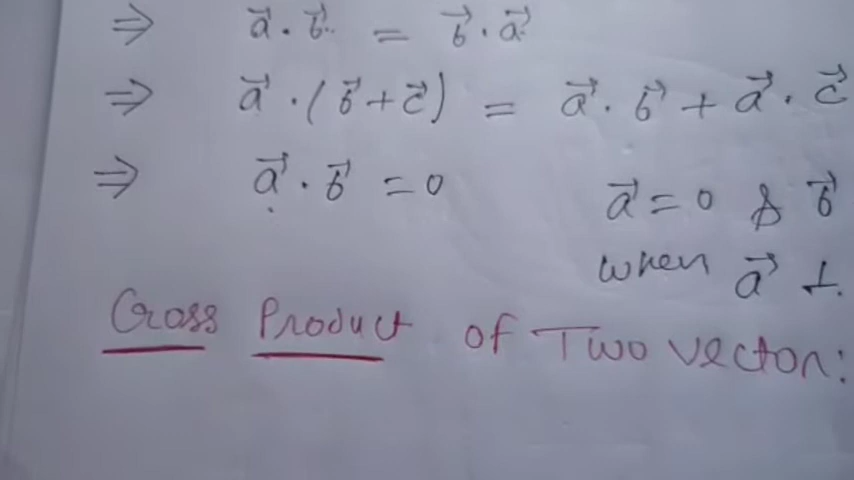 ⇒ a⃗ . b⃗ = b⃗ . a⃗
⇒ a⃗ . (b⃗ + c⃗) = a⃗ . b⃗ + a⃗ . c⃗
⇒ a⃗ . b⃗ = 0 a⃗ = 0 & b⃗
when a⃗ ⊥
Cross Product of Two vector: